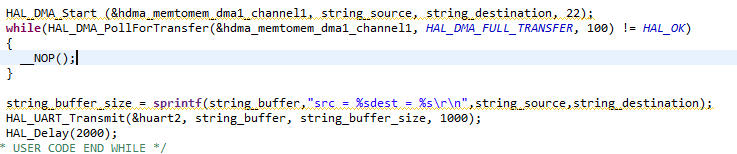 HAL_DMA_Start (&hdma_memtomem_dma1_channel1, string_source, string_destination, 22);
while(HAL_DMA_PollForTransfer(&hdma_memtomem_dma1_channel1, HAL_DMA_FULL_TRANSFER, 100) != HAL_OK)
{
__NOP();
}
string_buffer_size = sprintf(string_buffer,"src = %sdest = %s\r\n",string_source,string_destination);
HAL_UART_Transmit(&huart2, string_buffer, string_buffer_size, 1000);
HAL_Delay(2000);
* USER CODE END WHILE */